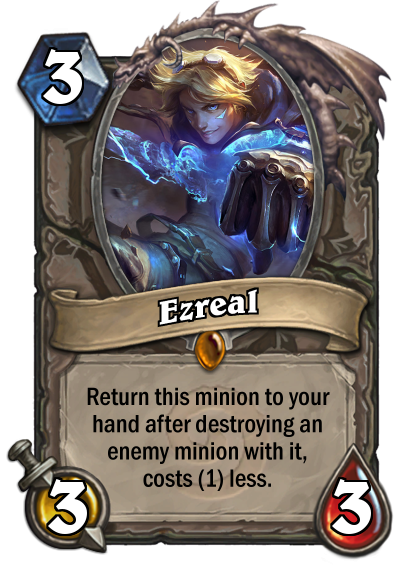 3
Ezreal
Return this minion to your
hand after destroying an
enemy minion with it,
costs (1) less.
3 3